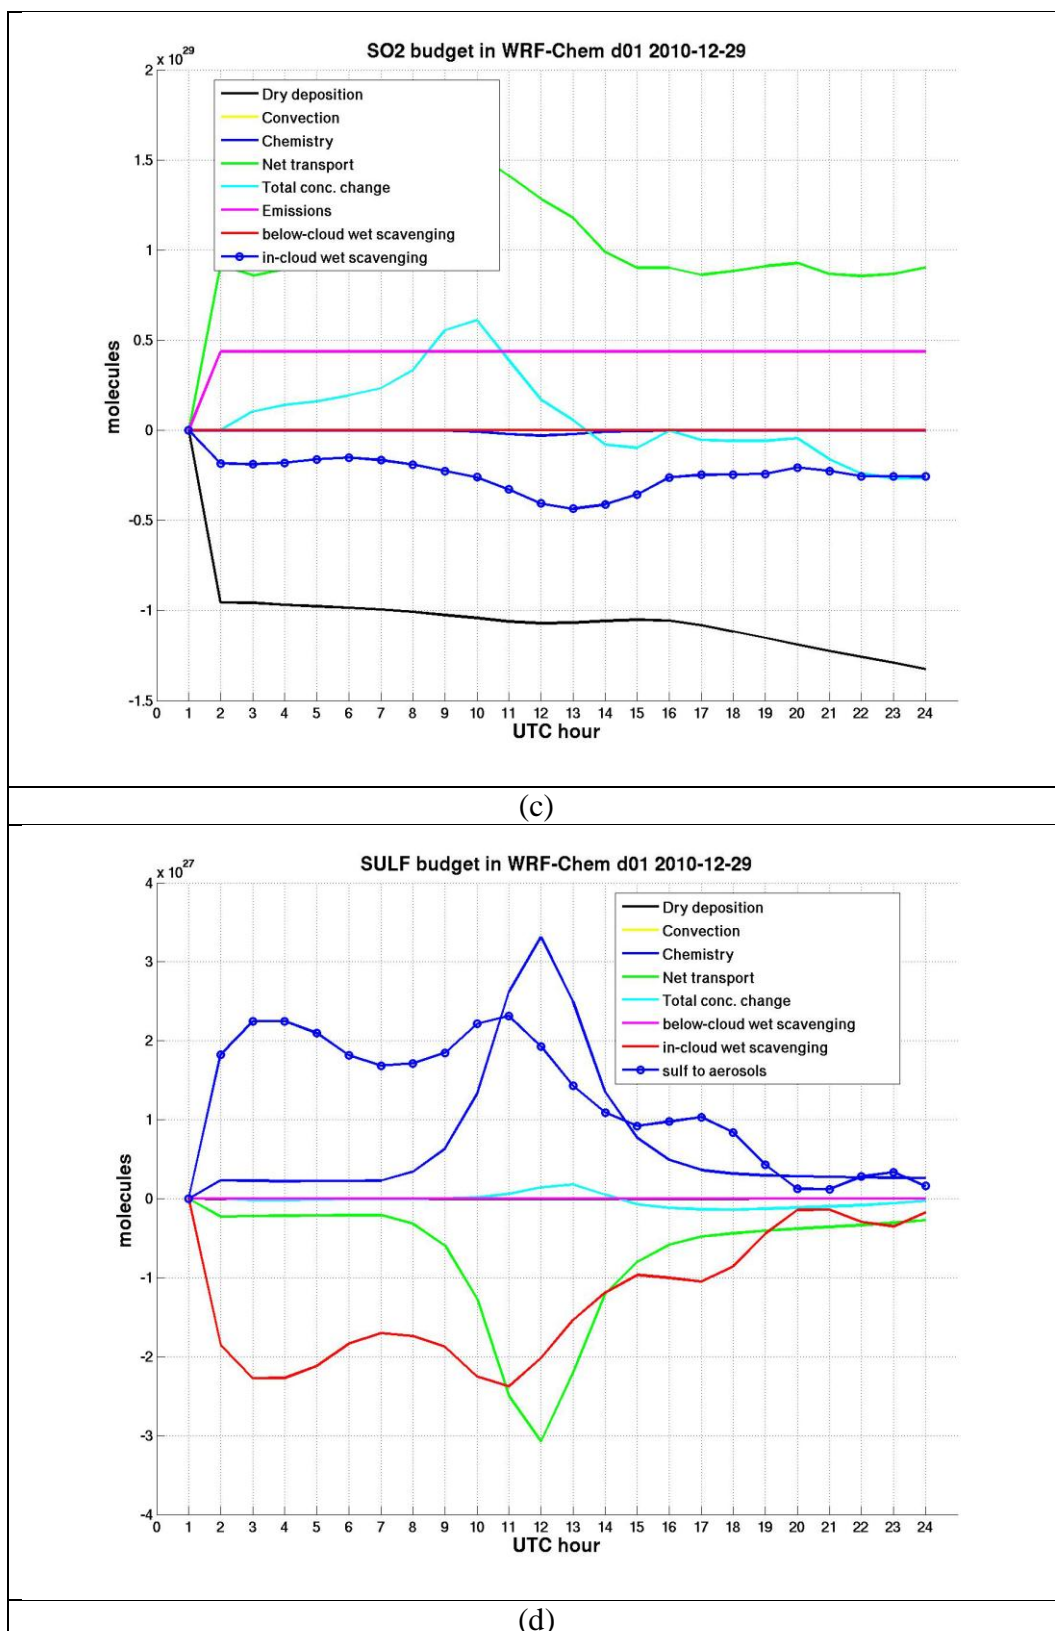 SO2 budget in WRF-Chem d01 2010-12-29
x 10^29
2
1.5
1
0.5
0
-0.5
-1
-1.5
molecules
Dry deposition
Convection
Chemistry
Net transport
Total conc. change
Emissions
below-cloud wet scavenging
in-cloud wet scavenging
0 1 2 3 4 5 6 7 8 9 10 11 12 13 14 15 16 17 18 19 20 21 22 23 24
UTC hour
(c)
SULF budget in WRF-Chem d01 2010-12-29
x 10^27
4
3
2
1
0
-1
-2
-3
-4
molecules
Dry deposition
Convection
Chemistry
Net transport
Total conc. change
below-cloud wet scavenging
in-cloud wet scavenging
sulf to aerosols
0 1 2 3 4 5 6 7 8 9 10 11 12 13 14 15 16 17 18 19 20 21 22 23 24
UTC hour
(d)